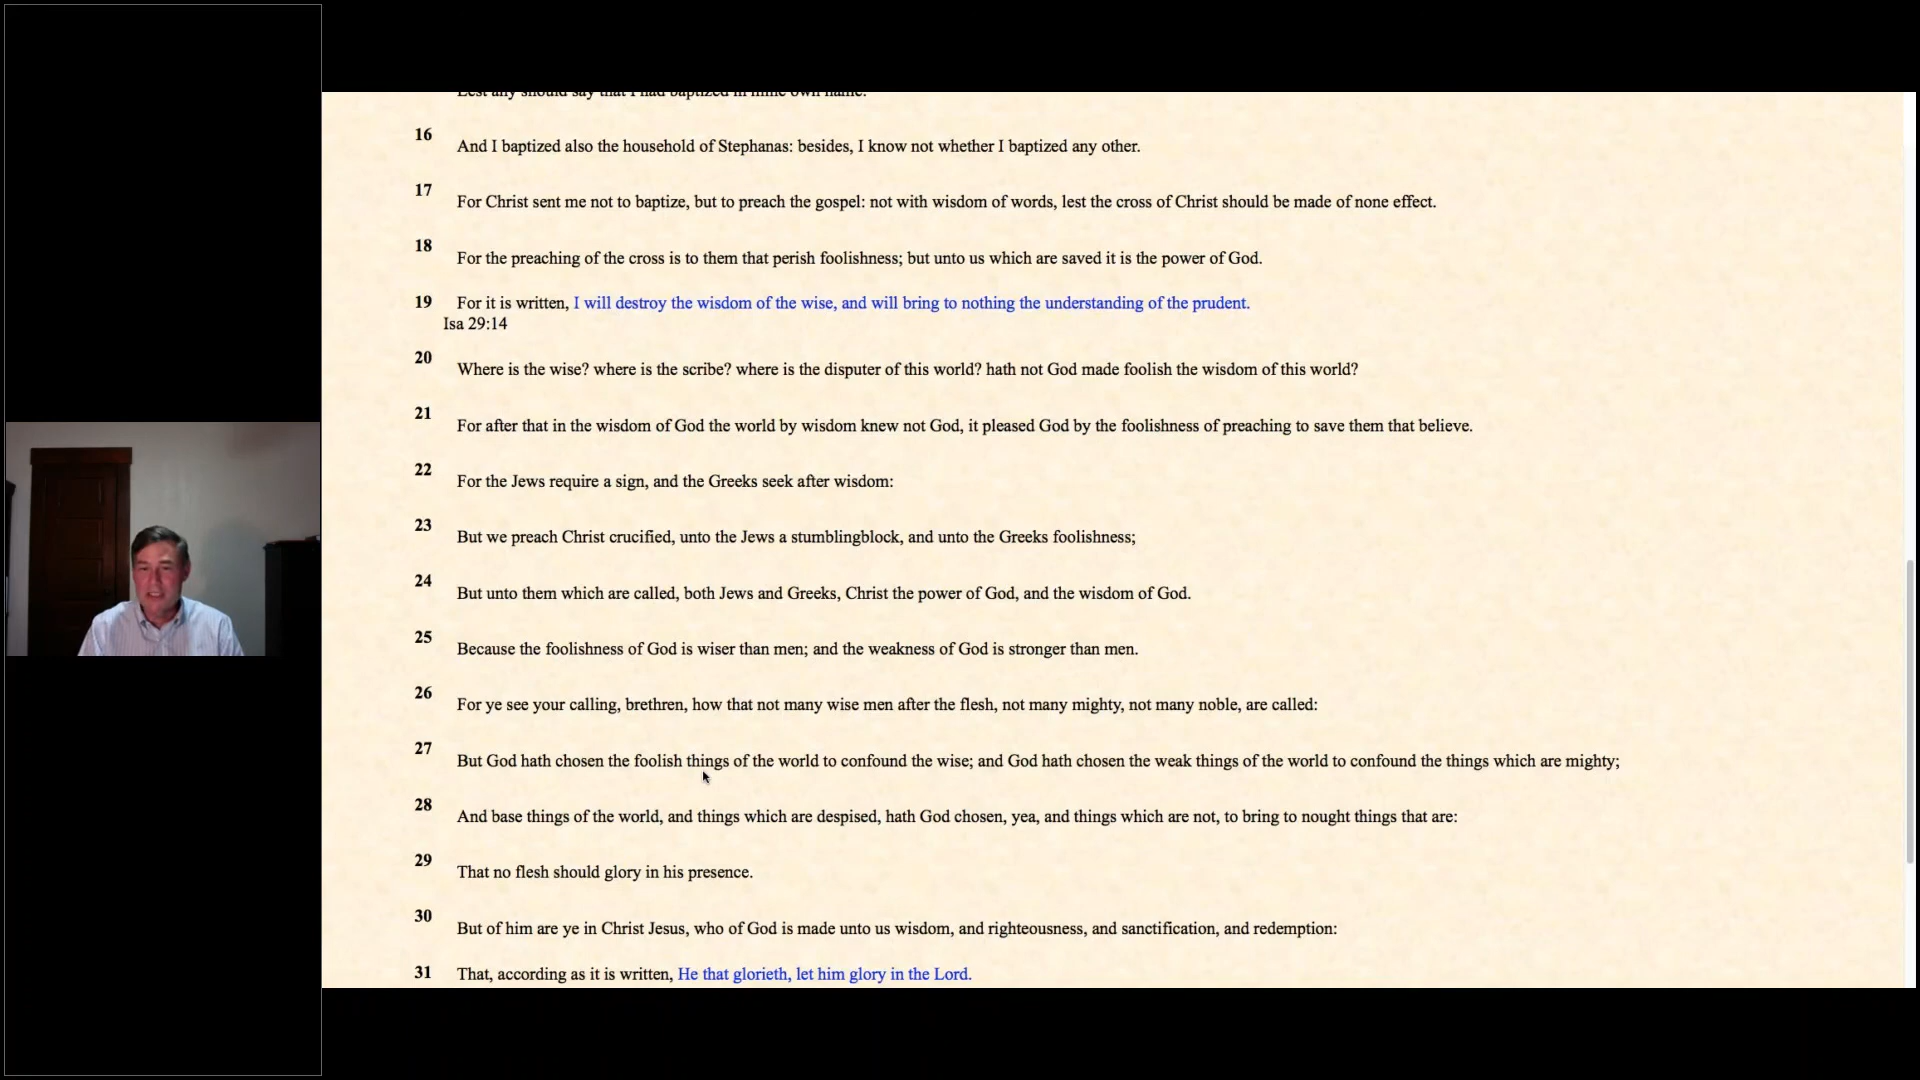 Lest any should say that I had baptized in mine own name.
16 And I baptized also the household of Stephanas: besides, I know not whether I baptized any other.
17 For Christ sent me not to baptize, but to preach the gospel: not with wisdom of words, lest the cross of Christ should be made of none effect.
18 For the preaching of the cross is to them that perish foolishness; but unto us which are saved it is the power of God.
19 For it is written, I will destroy the wisdom of the wise, and will bring to nothing the understanding of the prudent.
Isa 29:14
20 Where is the wise? where is the scribe? where is the disputer of this world? hath not God made foolish the wisdom of this world?
21 For after that in the wisdom of God the world by wisdom knew not God, it pleased God by the foolishness of preaching to save them that believe.
22 For the Jews require a sign, and the Greeks seek after wisdom:
23 But we preach Christ crucified, unto the Jews a stumblingblock, and unto the Greeks foolishness;
24 But unto them which are called, both Jews and Greeks, Christ the power of God, and the wisdom of God.
25 Because the foolishness of God is wiser than men; and the weakness of God is stronger than men.
26 For ye see your calling, brethren, how that not many wise men after the flesh, not many mighty, not many noble, are called:
27 But God hath chosen the foolish things of the world to confound the wise; and God hath chosen the weak things of the world to confound the things which are mighty;
28 And base things of the world, and things which are despised, hath God chosen, yea, and things which are not, to bring to nought things that are:
29 That no flesh should glory in his presence.
30 But of him are ye in Christ Jesus, who of God is made unto us wisdom, and righteousness, and sanctification, and redemption:
31 That, according as it is written, He that glorieth, let him glory in the Lord.